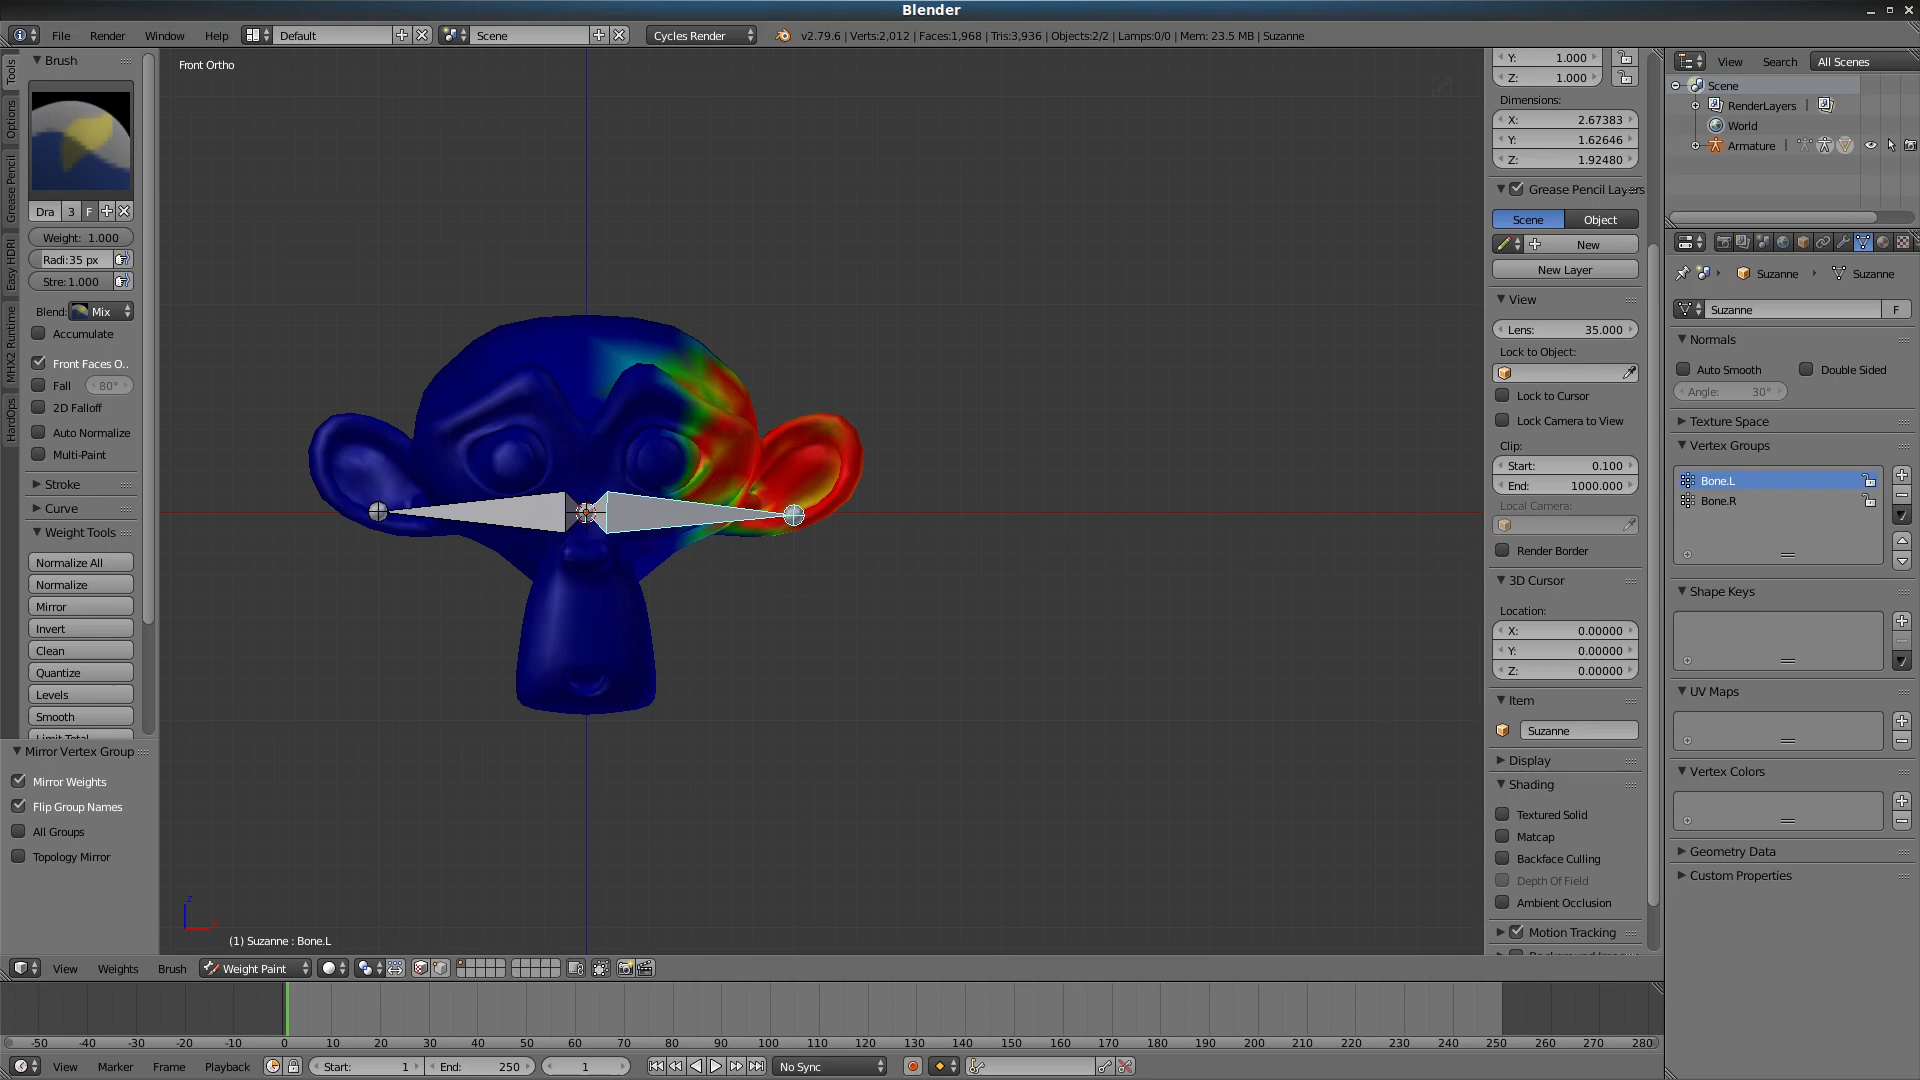 Blender
File Render Window Help Default Scene Cycles Render v2.79.6 | Verts:2,012 | Faces:1,968 | Tris:3,936 | Objects:2/2 | Lamps:0/0 | Mem: 23.5 MB | Suzanne
Tools
Options
Grease Pencil
Easy HDRI
MHX2 Runtime
HardOps
Brush
Dra 3 F
Weight: 1.000
Radi:35 px
Stre:1.000
Blend: Mix
Accumulate
Front Faces O..
Fall 80°
2D Falloff
Auto Normalize
Multi-Paint
Stroke
Curve
Weight Tools
Normalize All
Normalize
Mirror
Invert
Clean
Quantize
Levels
Smooth
Mirror Vertex Group
Mirror Weights
Flip Group Names
All Groups
Topology Mirror
Front Ortho
z
x
(1) Suzanne : Bone.L
Y: 1.000
Z: 1.000
Dimensions:
X: 2.67383
Y: 1.62646
Z: 1.92480
Grease Pencil Layers
Scene Object
New
New Layer
View
Lens: 35.000
Lock to Object:
Lock to Cursor
Lock Camera to View
Clip:
Start: 0.100
End: 1000.000
Local Camera:
Render Border
3D Cursor
Location:
X: 0.00000
Y: 0.00000
Z: 0.00000
Item
Suzanne
Display
Shading
Textured Solid
Matcap
Backface Culling
Depth Of Field
Ambient Occlusion
Motion Tracking
View Search All Scenes
Scene
RenderLayers
World
Armature
Suzanne Suzanne
Suzanne F
Normals
Auto Smooth Double Sided
Angle: 30°
Texture Space
Vertex Groups
Bone.L
Bone.R
Shape Keys
UV Maps
Vertex Colors
Geometry Data
Custom Properties
View Weights Brush Weight Paint
-50 -40 -30 -20 -10 0 10 20 30 40 50 60 70 80 90 100 110 120 130 140 150 160 170 180 190 200 210 220 230 240 250 260 270 280
View Marker Frame Playback Start: 1 End: 250 1 No Sync